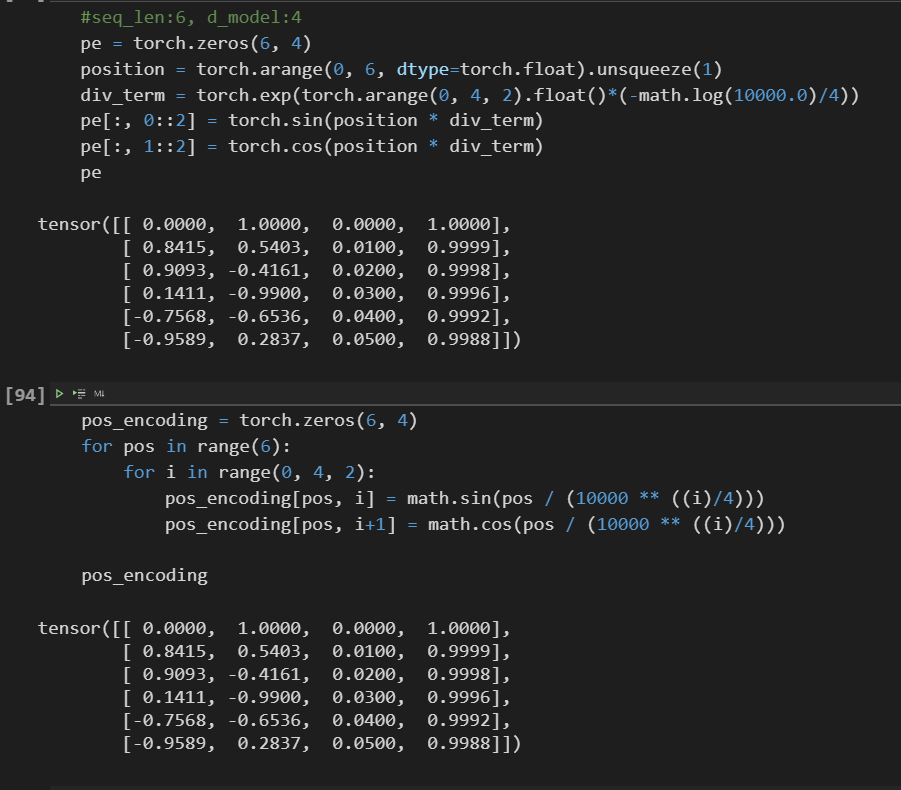 #seq_len:6, d_model:4
pe = torch.zeros(6, 4)
position = torch.arange(0, 6, dtype=torch.float).unsqueeze(1)
div_term = torch.exp(torch.arange(0, 4, 2).float()*(-math.log(10000.0)/4))
pe[:, 0::2] = torch.sin(position * div_term)
pe[:, 1::2] = torch.cos(position * div_term)
pe
tensor([[ 0.0000,  1.0000,  0.0000,  1.0000],
        [ 0.8415,  0.5403,  0.0100,  0.9999],
        [ 0.9093, -0.4161,  0.0200,  0.9998],
        [ 0.1411, -0.9900,  0.0300,  0.9996],
        [-0.7568, -0.6536,  0.0400,  0.9992],
        [-0.9589,  0.2837,  0.0500,  0.9988]])
[94] M↓
pos_encoding = torch.zeros(6, 4)
for pos in range(6):
    for i in range(0, 4, 2):
        pos_encoding[pos, i] = math.sin(pos / (10000 ** ((i)/4)))
        pos_encoding[pos, i+1] = math.cos(pos / (10000 ** ((i)/4)))
pos_encoding
tensor([[ 0.0000,  1.0000,  0.0000,  1.0000],
        [ 0.8415,  0.5403,  0.0100,  0.9999],
        [ 0.9093, -0.4161,  0.0200,  0.9998],
        [ 0.1411, -0.9900,  0.0300,  0.9996],
        [-0.7568, -0.6536,  0.0400,  0.9992],
        [-0.9589,  0.2837,  0.0500,  0.9988]])